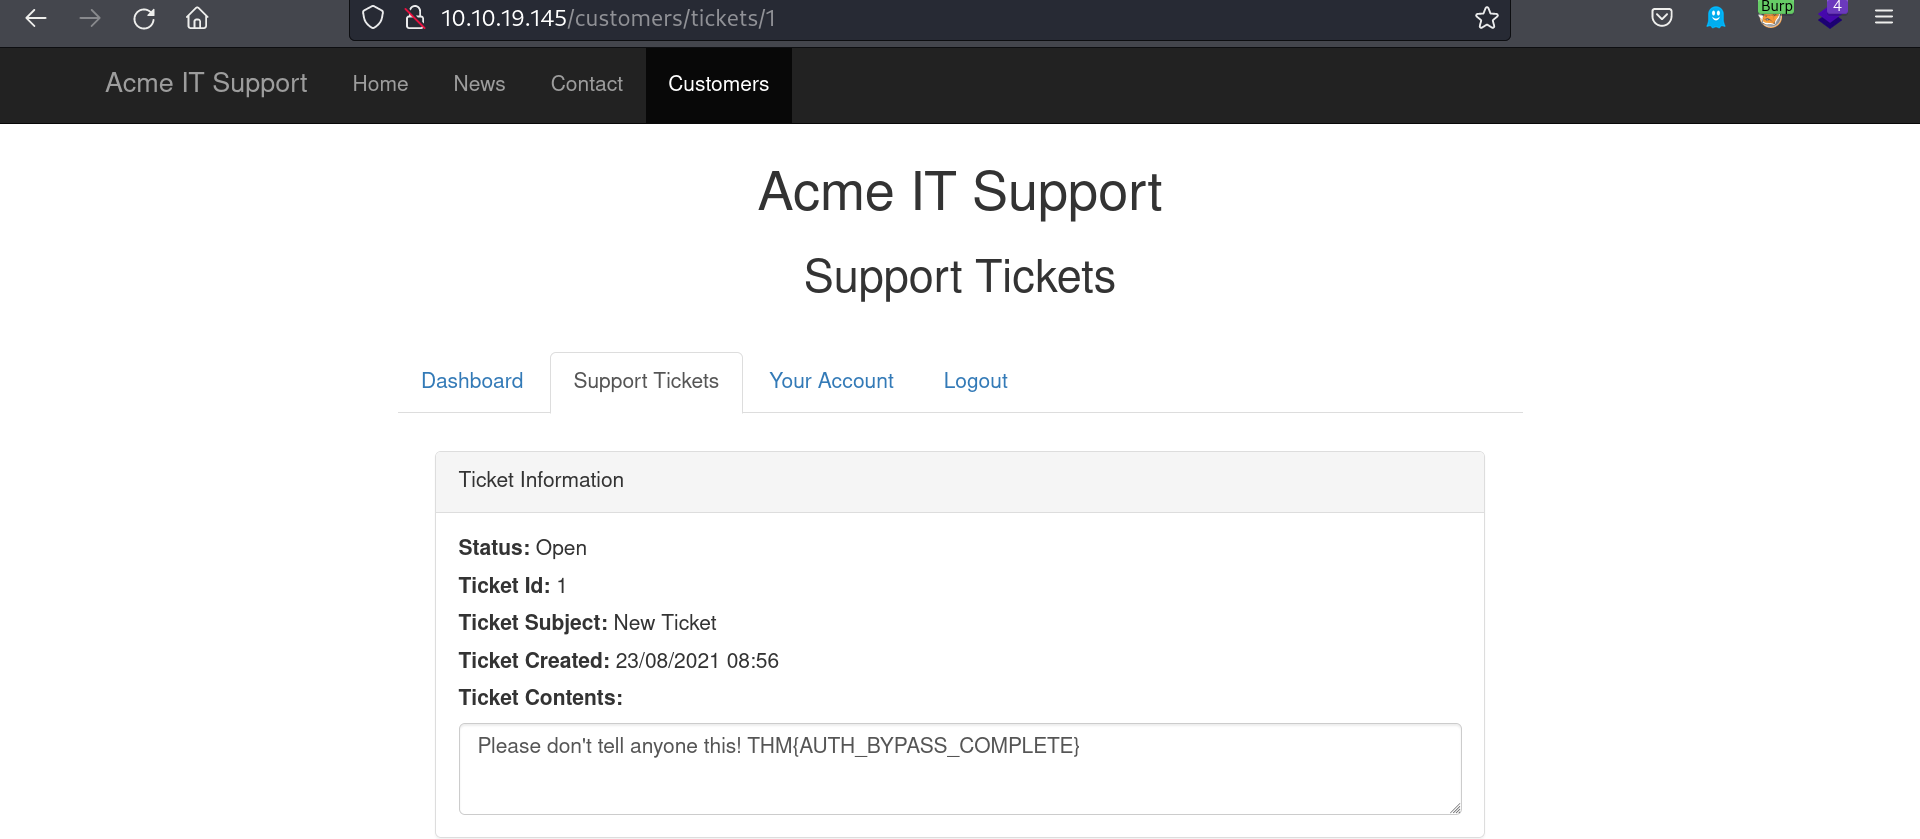 10.10.19.145/customers/tickets/1
Burp
4
Acme IT Support Home News Contact Customers
Acme IT Support
Support Tickets
Dashboard Support Tickets Your Account Logout
Ticket Information
Status: Open
Ticket Id: 1
Ticket Subject: New Ticket
Ticket Created: 23/08/2021 08:56
Ticket Contents:
Please don't tell anyone this! THM{AUTH_BYPASS_COMPLETE}